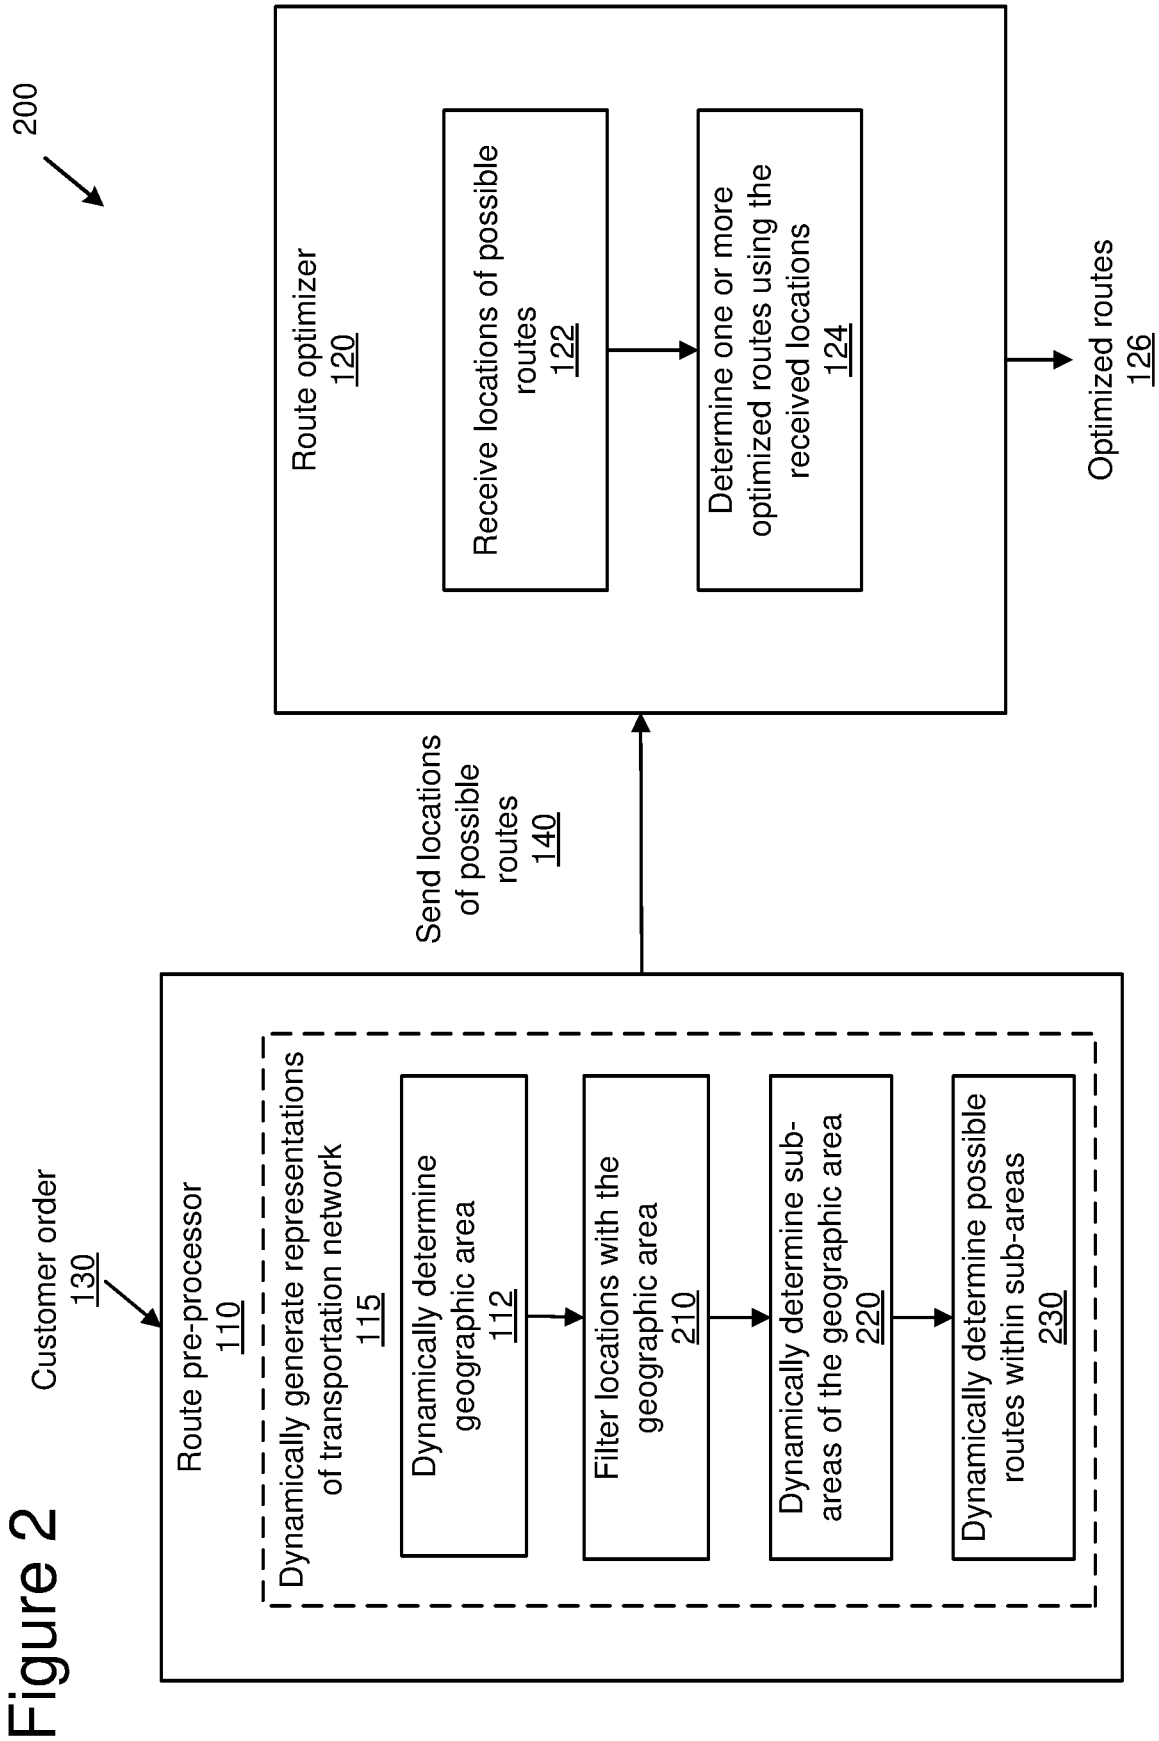 Figure 2
200
Customer order
130
Route pre-processor
110
Dynamically generate representations
of transportation network
115
Dynamically determine
geographic area
112
Filter locations with the
geographic area
210
Dynamically determine sub-
areas of the geographic area
220
Dynamically determine possible
routes within sub-areas
230
Send locations
of possible
routes
140
Route optimizer
120
Receive locations of possible
routes
122
Determine one or more
optimized routes using the
received locations
124
Optimized routes
126